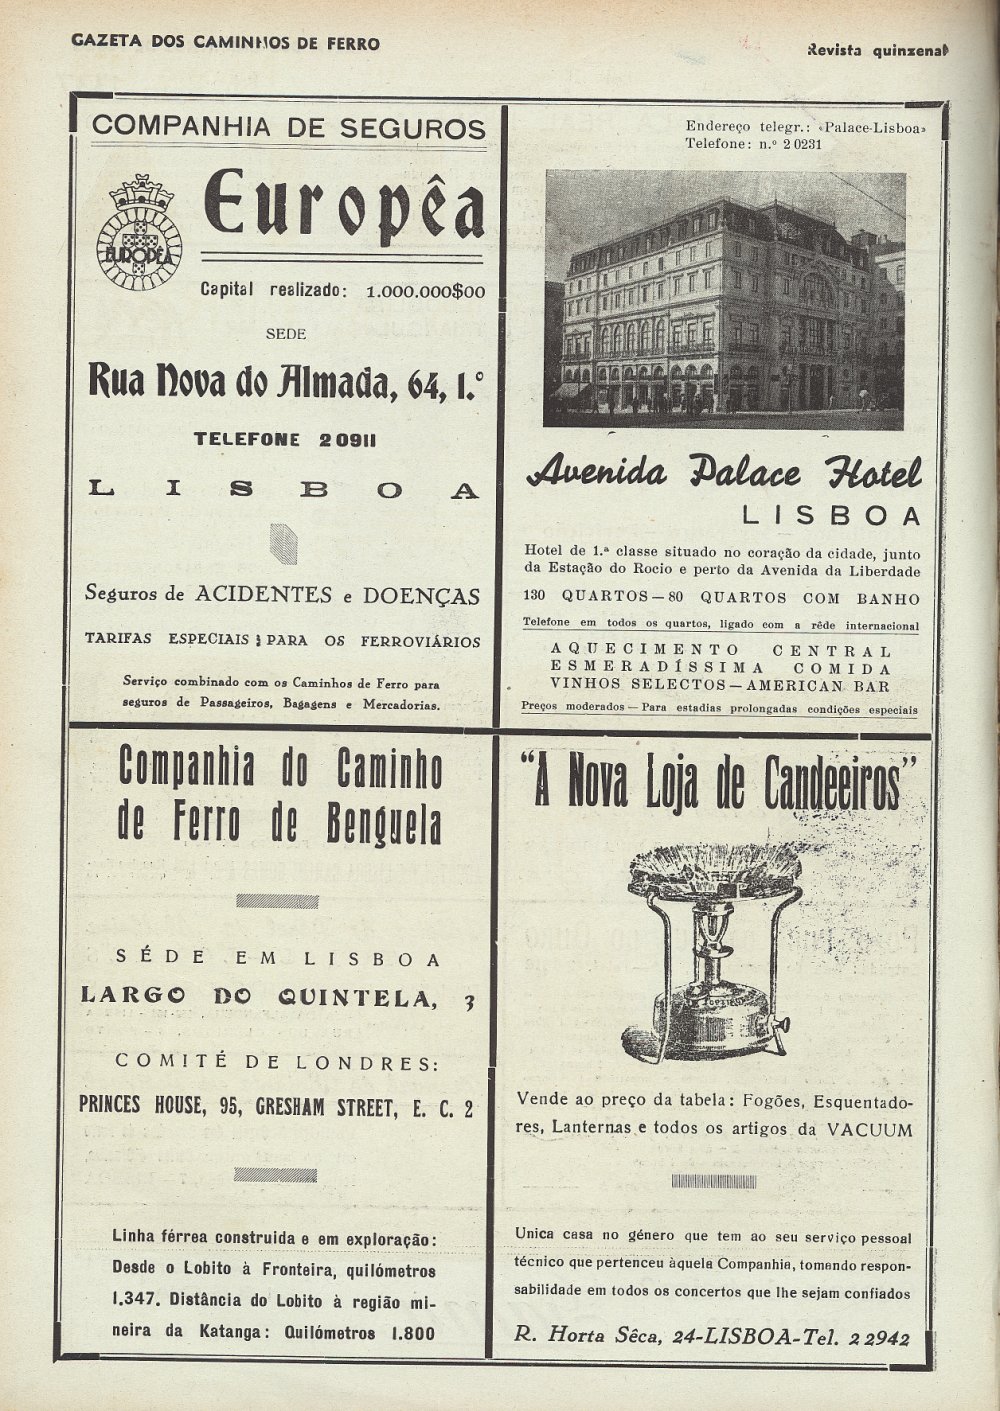 GAZETA DOS CAMINHOS DE FERRO
Revista quinzenal
COMPANHIA DE SEGUROS
Européa
EUROPÊA
Capital realizado: 1.000.000$00
SEDE
Rua Nova do Almada, 64, 1.º
TELEFONE 20911
LISBOA
Seguros de ACIDENTES e DOENÇAS
TARIFAS ESPECIAIS PARA OS FERROVIÁRIOS
Serviço combinado com os Caminhos de Ferro para
seguros de Passageiros, Bagagens e Mercadorias.
Endereço telegr.: «Palace-Lisboa»
Telefone: n.º 20231
Avenida Palace Hotel
LISBOA
Hotel de 1.ª classe situado no coração da cidade, junto
da Estação do Rocio e perto da Avenida da Liberdade
130 QUARTOS — 80 QUARTOS COM BANHO
Telefone em todos os quartos, ligado com a rêde internacional
AQUECIMENTO CENTRAL
ESMERADÍSSIMA COMIDA
VINHOS SELECTOS — AMERICAN BAR
Preços moderados — Para estadias prolongadas condições especiais
Companhia do Caminho
de Ferro de Benguela
SÉDE EM LISBOA
LARGO DO QUINTELA, 3
COMITÉ DE LONDRES:
PRINCES HOUSE, 95, GRESHAM STREET, E. C. 2
Linha férrea construida e em exploração:
Desde o Lobito à Fronteira, quilómetros
1.347. Distância do Lobito à região mi-
neira da Katanga: Quilómetros 1.800
"A Nova Loja de Candeeiros"
Vende ao preço da tabela: Fogões, Esquentado-
res, Lanternas e todos os artigos da VACUUM
Unica casa no género que tem ao seu serviço pessoal
técnico que pertenceu àquela Companhia, tomando respon-
sabilidade em todos os concertos que lhe sejam confiados
R. Horta Sêca, 24-LISBOA-Tel. 22942